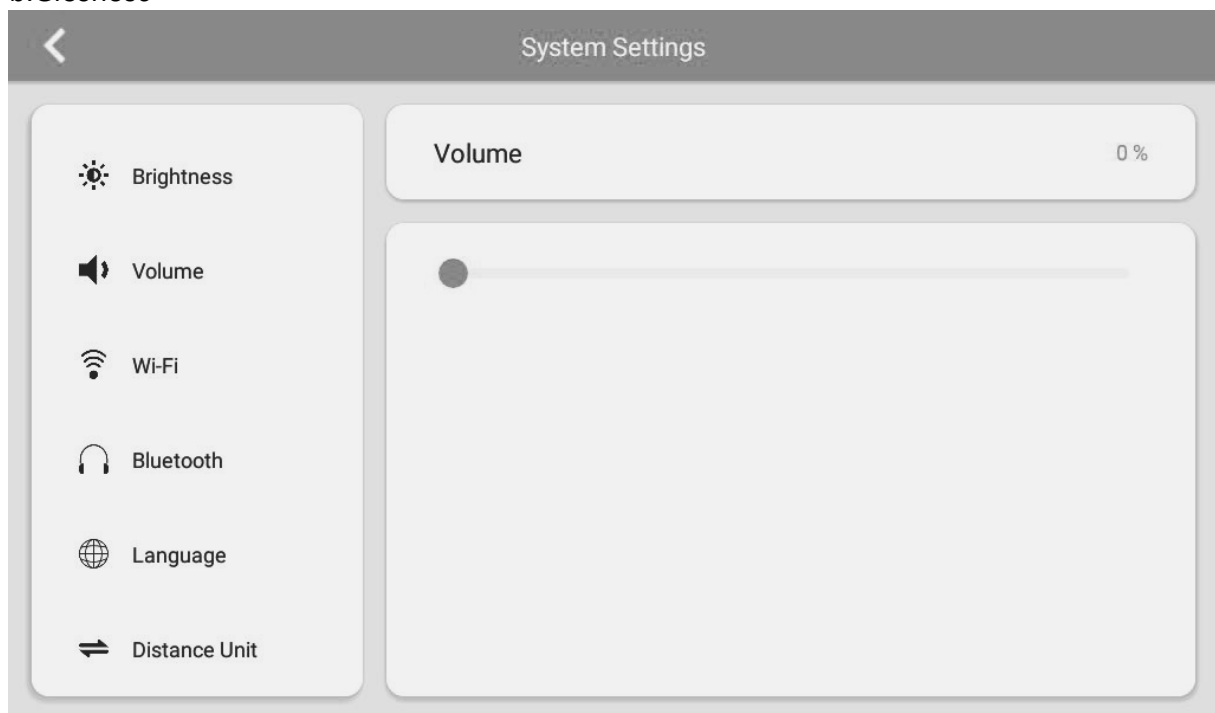 System Settings
Brightness
Volume
Wi-Fi
Bluetooth
Language
Distance Unit
Volume 0 %